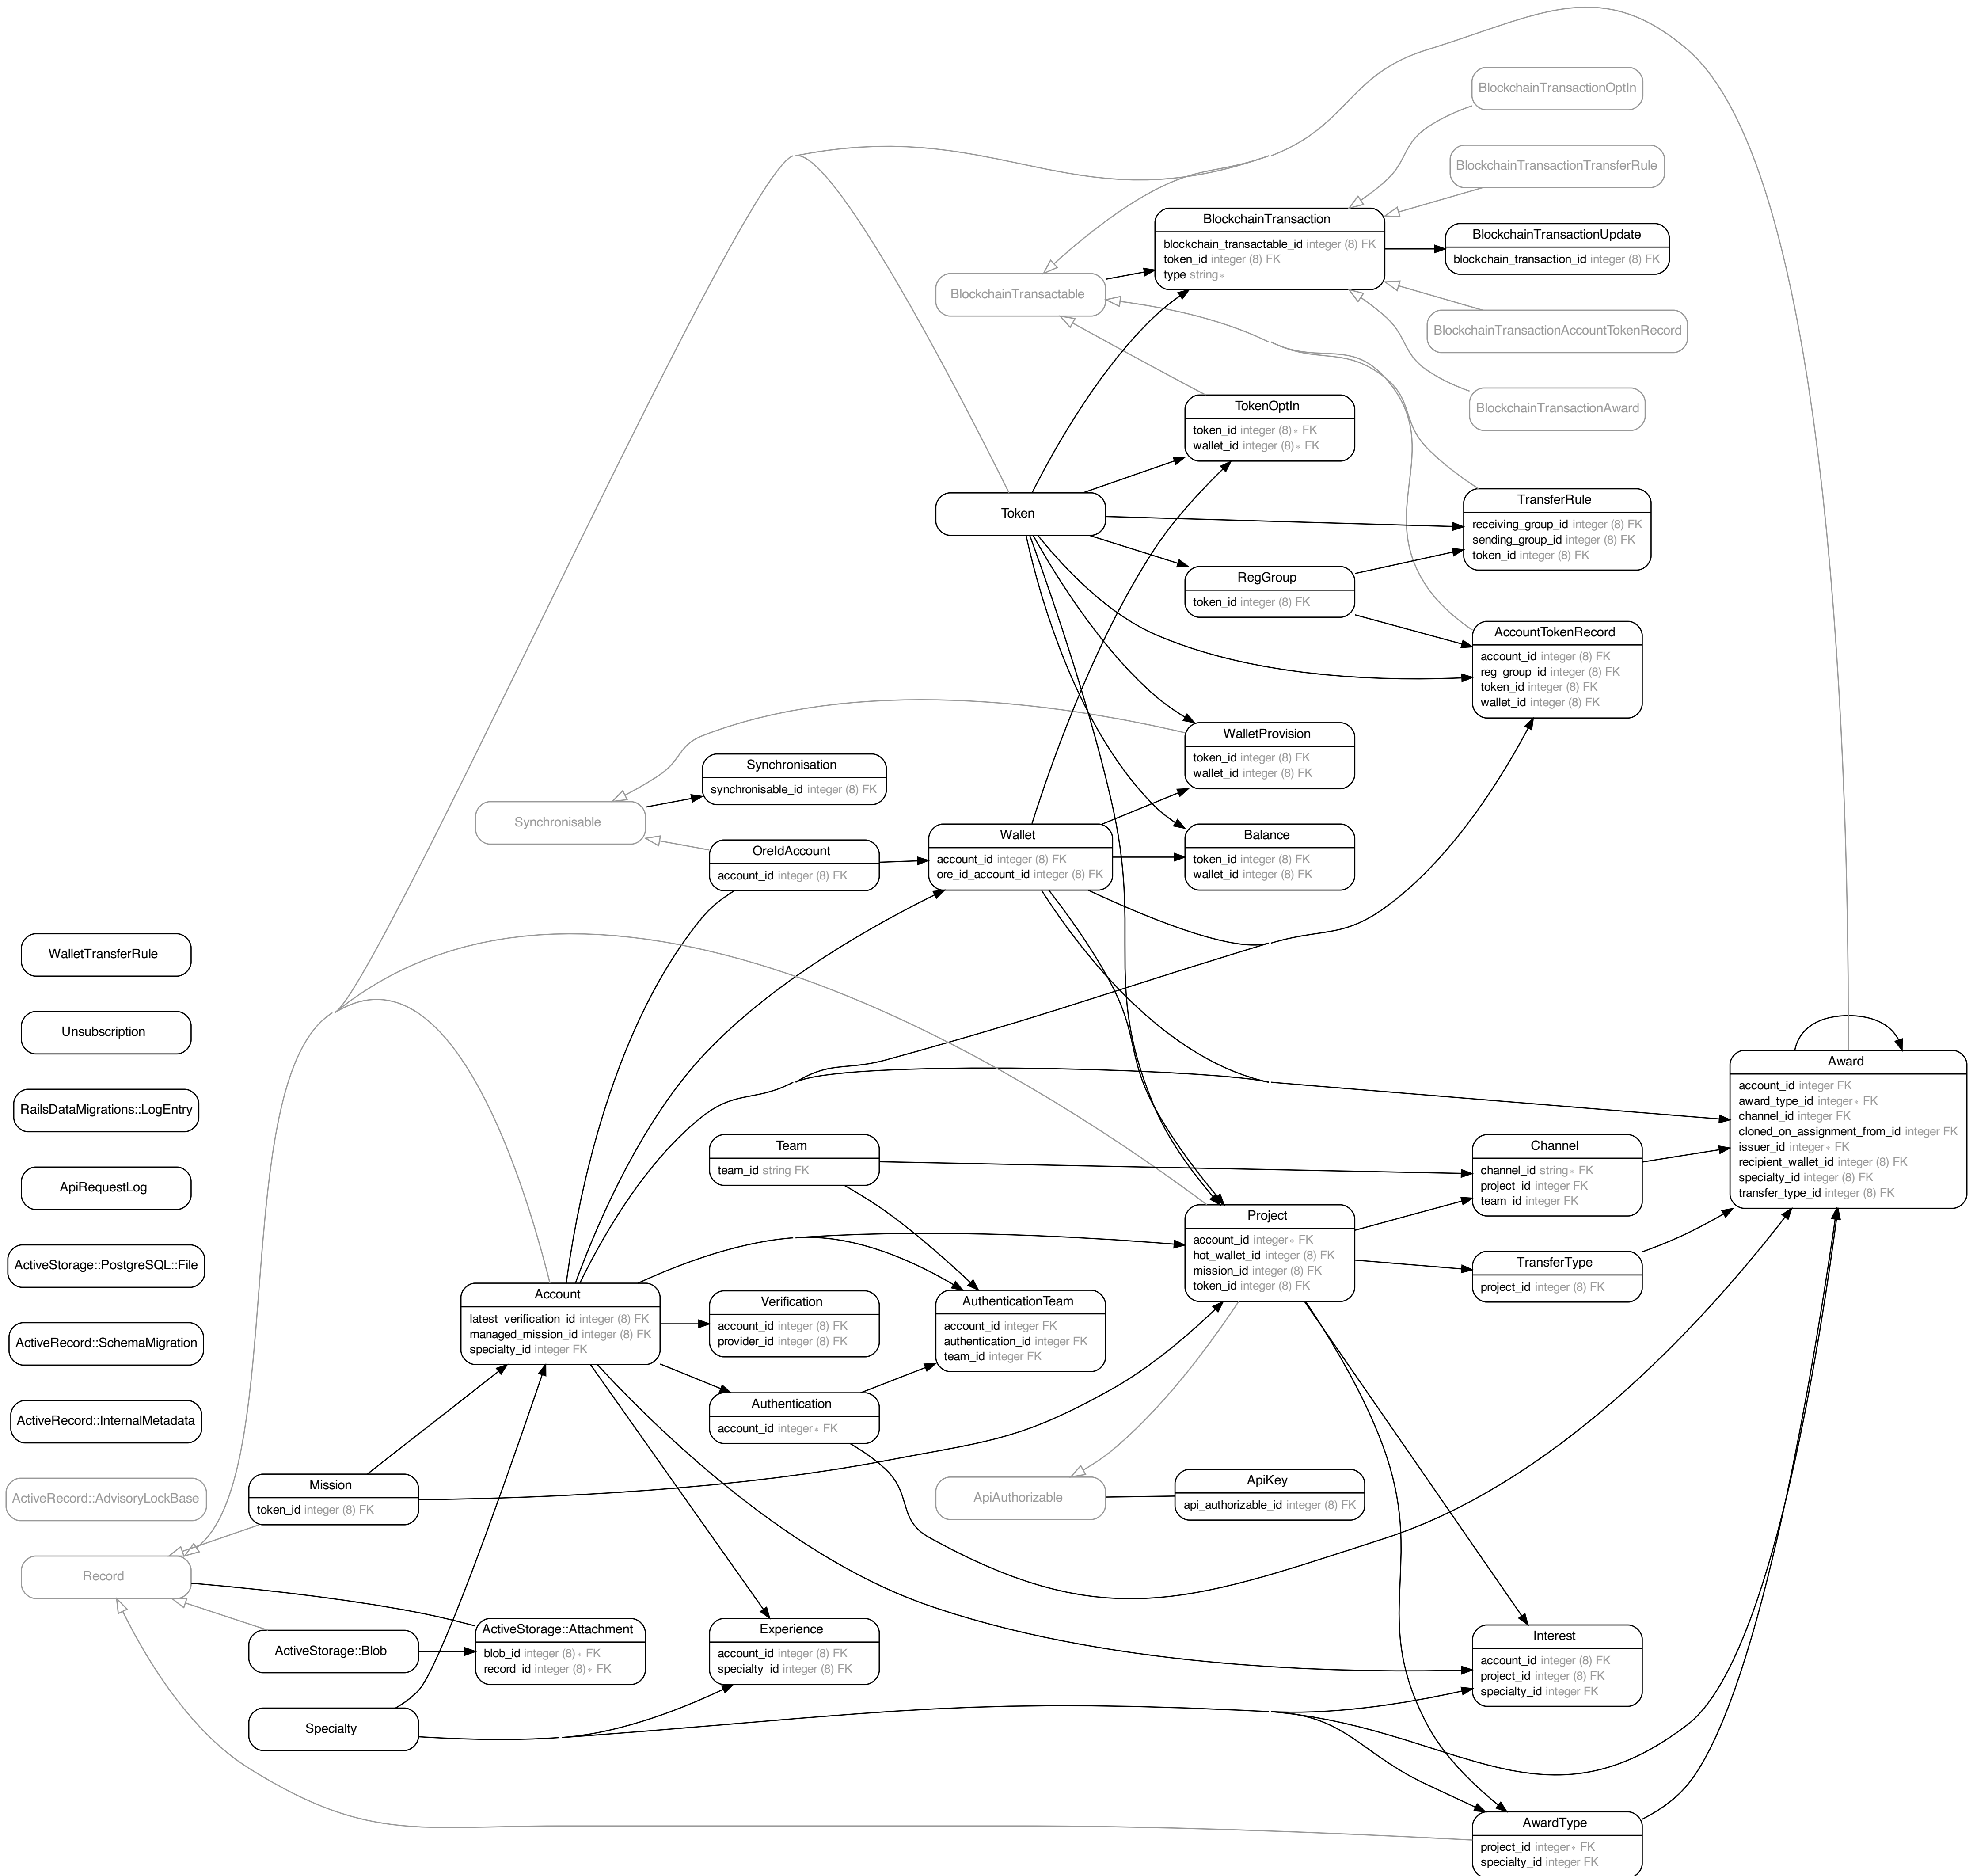 BlockchainTransactionOptIn
BlockchainTransactionTransferRule
BlockchainTransaction
blockchain_transactable_id integer (8) FK
token_id integer (8) FK
type string∗
BlockchainTransactionUpdate
blockchain_transaction_id integer (8) FK
BlockchainTransactable
BlockchainTransactionAccountTokenRecord
BlockchainTransactionAward
TokenOptIn
token_id integer (8)∗ FK
wallet_id integer (8)∗ FK
Token
TransferRule
receiving_group_id integer (8) FK
sending_group_id integer (8) FK
token_id integer (8) FK
RegGroup
token_id integer (8) FK
AccountTokenRecord
account_id integer (8) FK
reg_group_id integer (8) FK
token_id integer (8) FK
wallet_id integer (8) FK
WalletProvision
token_id integer (8) FK
wallet_id integer (8) FK
Synchronisation
synchronisable_id integer (8) FK
Synchronisable
OreIdAccount
account_id integer (8) FK
Wallet
account_id integer (8) FK
ore_id_account_id integer (8) FK
Balance
token_id integer (8) FK
wallet_id integer (8) FK
WalletTransferRule
Unsubscription
RailsDataMigrations::LogEntry
ApiRequestLog
ActiveStorage::PostgreSQL::File
ActiveRecord::SchemaMigration
ActiveRecord::InternalMetadata
ActiveRecord::AdvisoryLockBase
Record
Award
account_id integer FK
award_type_id integer∗ FK
channel_id integer FK
cloned_on_assignment_from_id integer FK
issuer_id integer∗ FK
recipient_wallet_id integer (8) FK
specialty_id integer (8) FK
transfer_type_id integer (8) FK
Team
team_id string FK
Channel
channel_id string∗ FK
project_id integer FK
team_id integer FK
Project
account_id integer∗ FK
hot_wallet_id integer (8) FK
mission_id integer (8) FK
token_id integer (8) FK
TransferType
project_id integer (8) FK
Account
latest_verification_id integer (8) FK
managed_mission_id integer (8) FK
specialty_id integer FK
Verification
account_id integer (8) FK
provider_id integer (8) FK
AuthenticationTeam
account_id integer FK
authentication_id integer FK
team_id integer FK
Authentication
account_id integer∗ FK
Mission
token_id integer (8) FK
ApiAuthorizable
ApiKey
api_authorizable_id integer (8) FK
ActiveStorage::Blob
ActiveStorage::Attachment
blob_id integer (8)∗ FK
record_id integer (8)∗ FK
Experience
account_id integer (8) FK
specialty_id integer (8) FK
Interest
account_id integer (8) FK
project_id integer (8) FK
specialty_id integer FK
Specialty
AwardType
project_id integer∗ FK
specialty_id integer FK